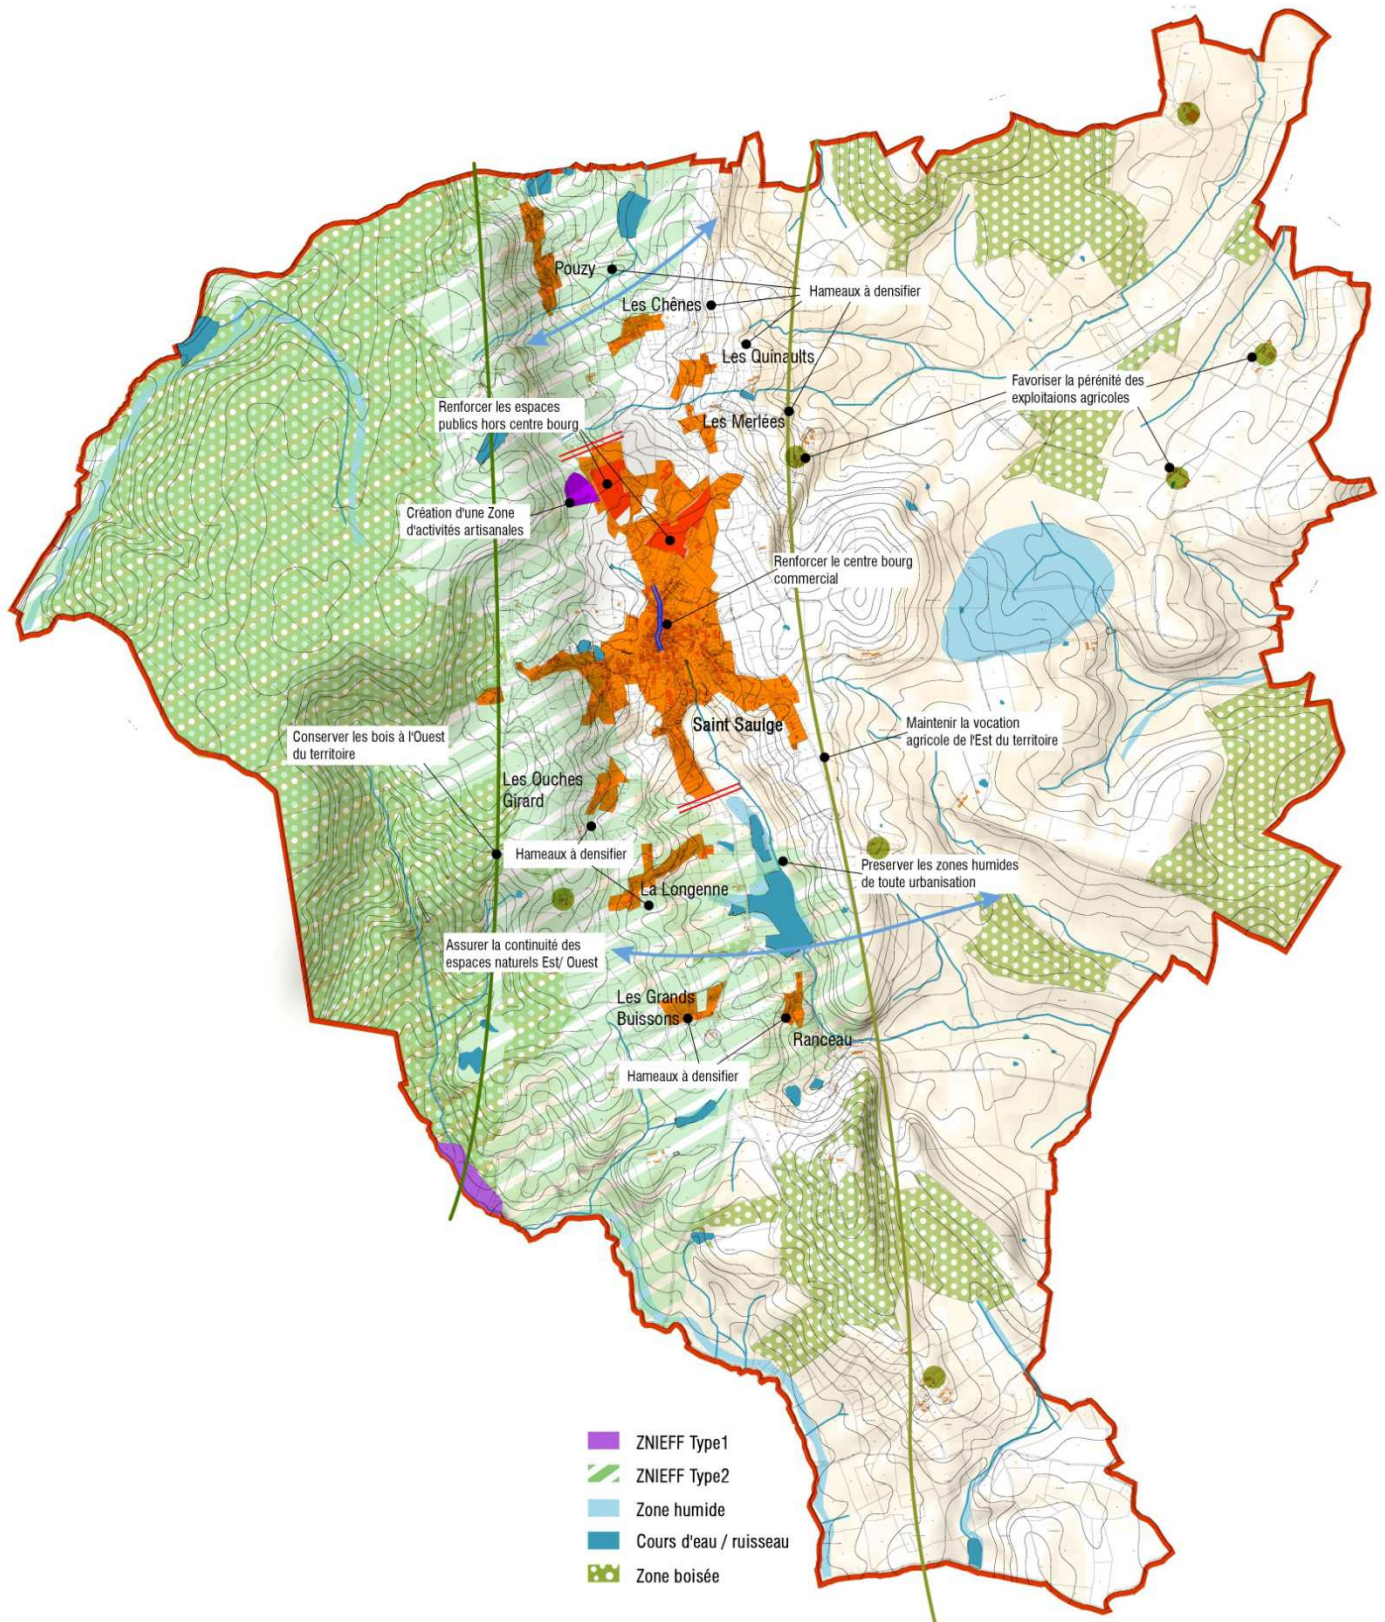 Pouzy
Hameaux à densifier
Les Chênes
Les Quinaults
Favoriser la pérénité des
exploitaions agricoles
Renforcer les espaces
publics hors centre bourg
Les Merlées
Création d'une Zone
d'activités artisanales
Renforcer le centre bourg
commercial
Saint Saulge
Maintenir la vocation
agricole de l'Est du territoire
Conserver les bois à l'Ouest
du territoire
Les Ouches
Girard
Hameaux à densifier
Preserver les zones humides
de toute urbanisation
La Longenne
Assurer la continuité des
espaces naturels Est/ Ouest
Les Grands
Buissons
Ranceau
Hameaux à densifier
ZNIEFF Type1
ZNIEFF Type2
Zone humide
Cours d'eau / ruisseau
Zone boisée